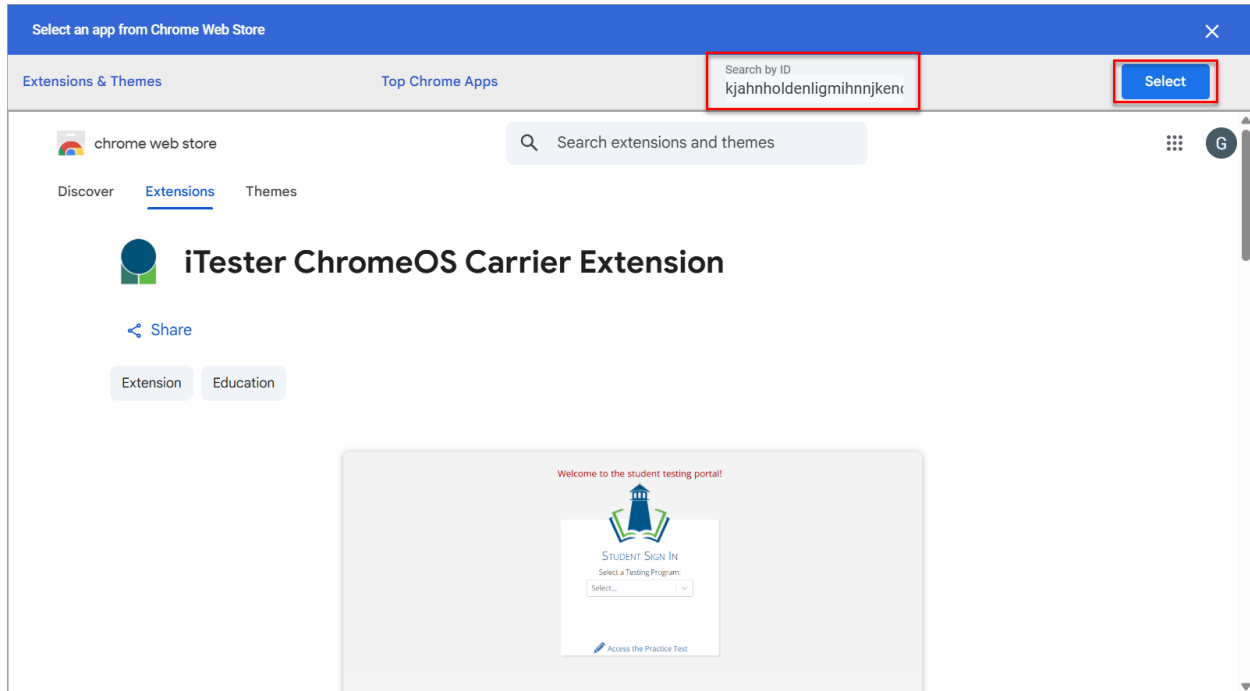 Select an app from Chrome Web Store
Extensions & Themes
Top Chrome Apps
Search by ID
kjahnholdenligmihnnjkeno
Select
chrome web store
Search extensions and themes
G
Discover
Extensions
Themes
iTester ChromeOS Carrier Extension
Share
Extension
Education
Welcome to the student testing portal!
STUDENT SIGN IN
Select a Testing Program:
Select...
Access the Practice Test